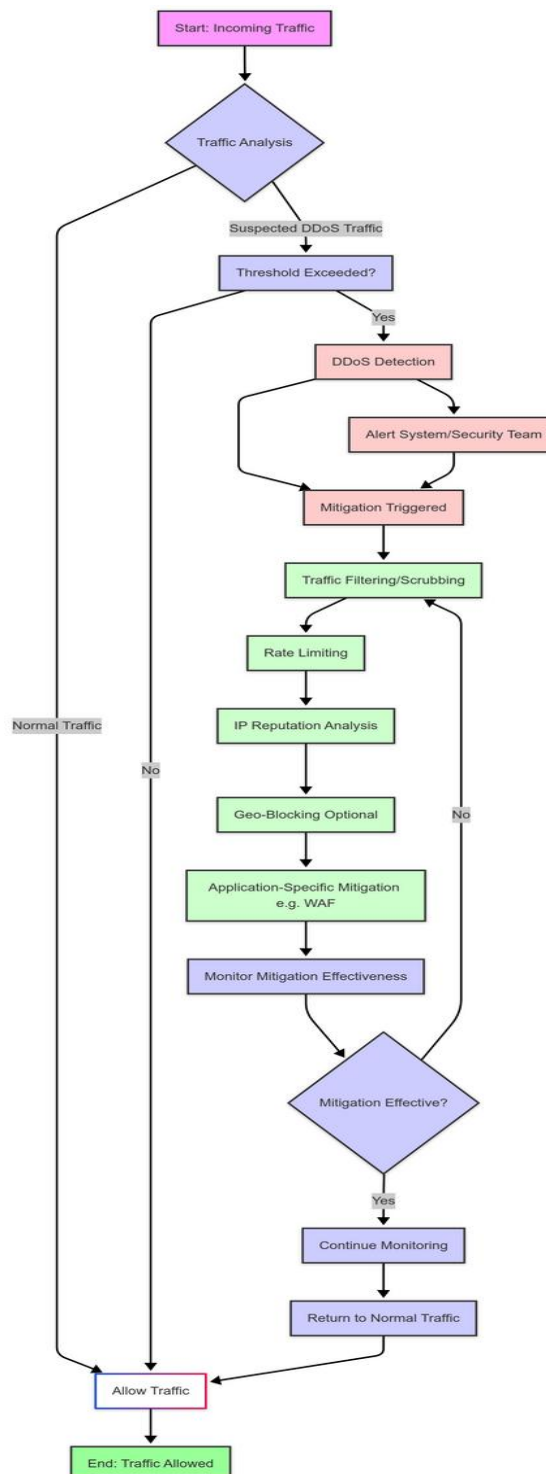 Start: Incoming Traffic
Traffic Analysis
Suspected DDoS Traffic
Threshold Exceeded?
Yes
DDoS Detection
Alert System/Security Team
Mitigation Triggered
Traffic Filtering/Scrubbing
Rate Limiting
IP Reputation Analysis
Normal Traffic
No
Geo-Blocking Optional
No
Application-Specific Mitigation
e.g. WAF
Monitor Mitigation Effectiveness
Mitigation Effective?
Yes
Continue Monitoring
Return to Normal Traffic
Allow Traffic
End: Traffic Allowed